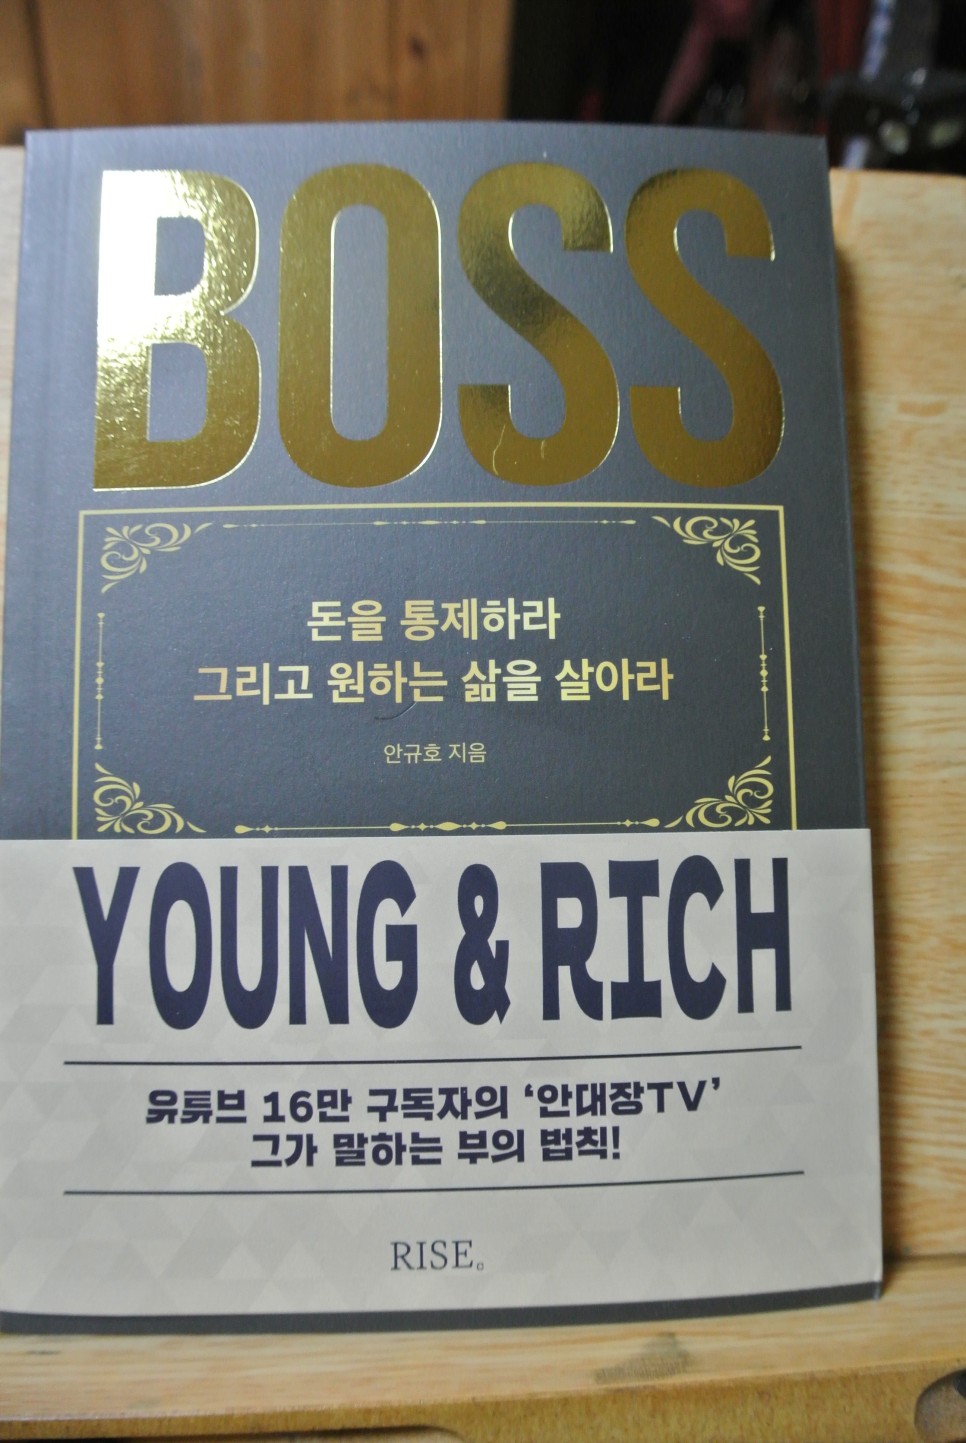 BOSS
돈을 통제하라
그리고 원하는 삶을 살아라
안규호 지음
YOUNG & RICH
유튜브 16만 구독자의 ‘안대장TV’
그가 말하는 부의 법칙!
RISE